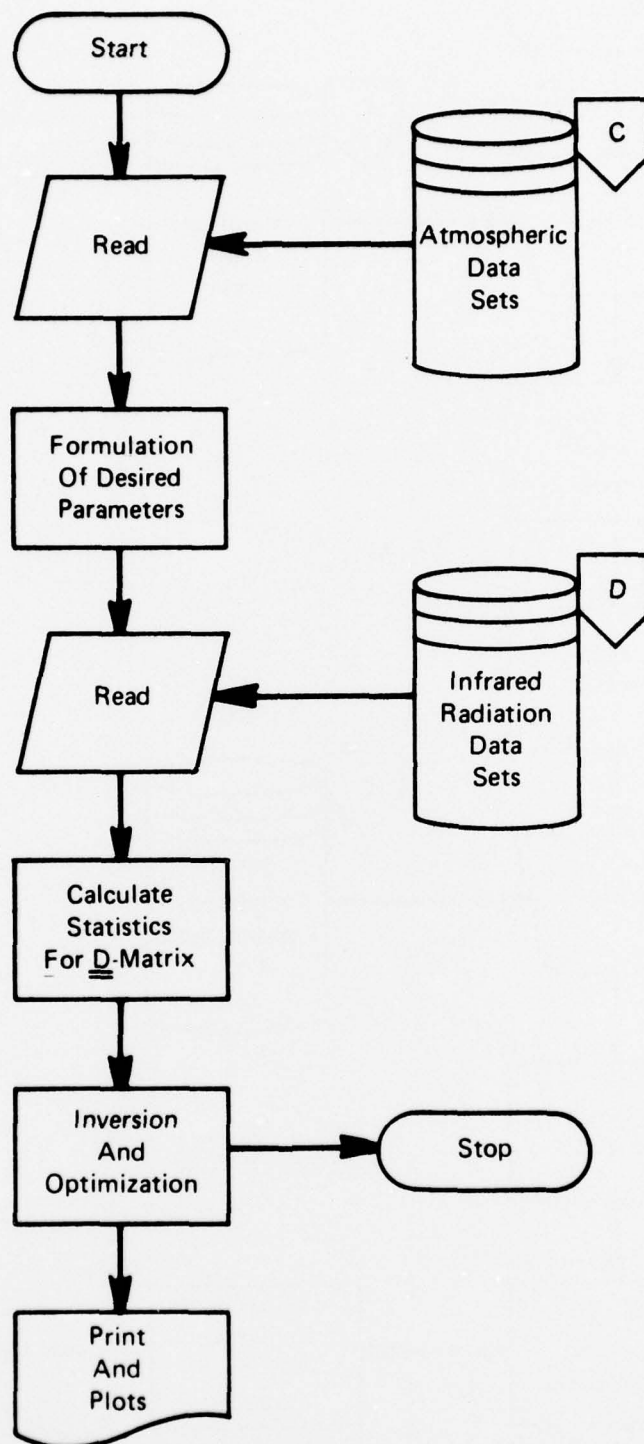 Start
C
Read
Atmospheric
Data
Sets
Formulation
Of Desired
Parameters
D
Read
Infrared
Radiation
Data
Sets
Calculate
Statistics
For D-Matrix
Inversion
And
Optimization
Stop
Print
And
Plots